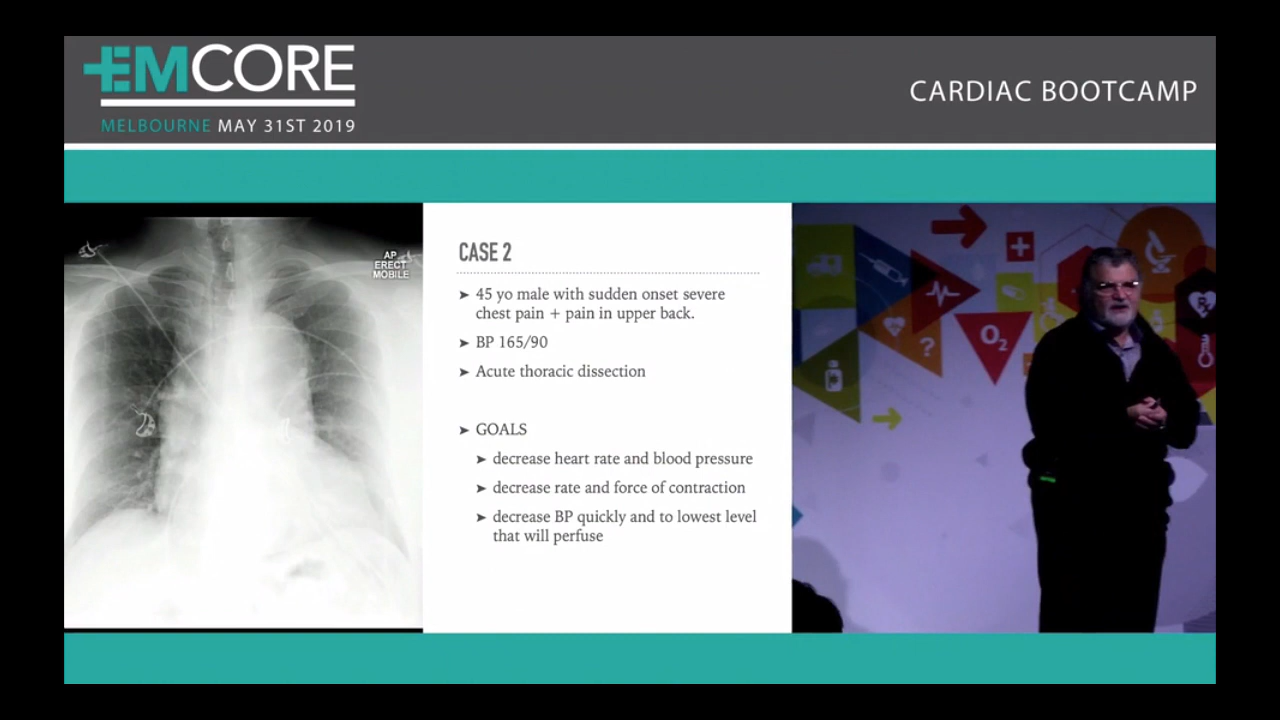 EMCORE
MELBOURNE MAY 31ST 2019
CARDIAC BOOTCAMP
AP
ERECT
MOBILE
CASE 2
➤ 45 yo male with sudden onset severe
chest pain + pain in upper back.
➤ BP 165/90
➤ Acute thoracic dissection
➤ GOALS
➤ decrease heart rate and blood pressure
➤ decrease rate and force of contraction
➤ decrease BP quickly and to lowest level
that will perfuse
?
O2
Rx